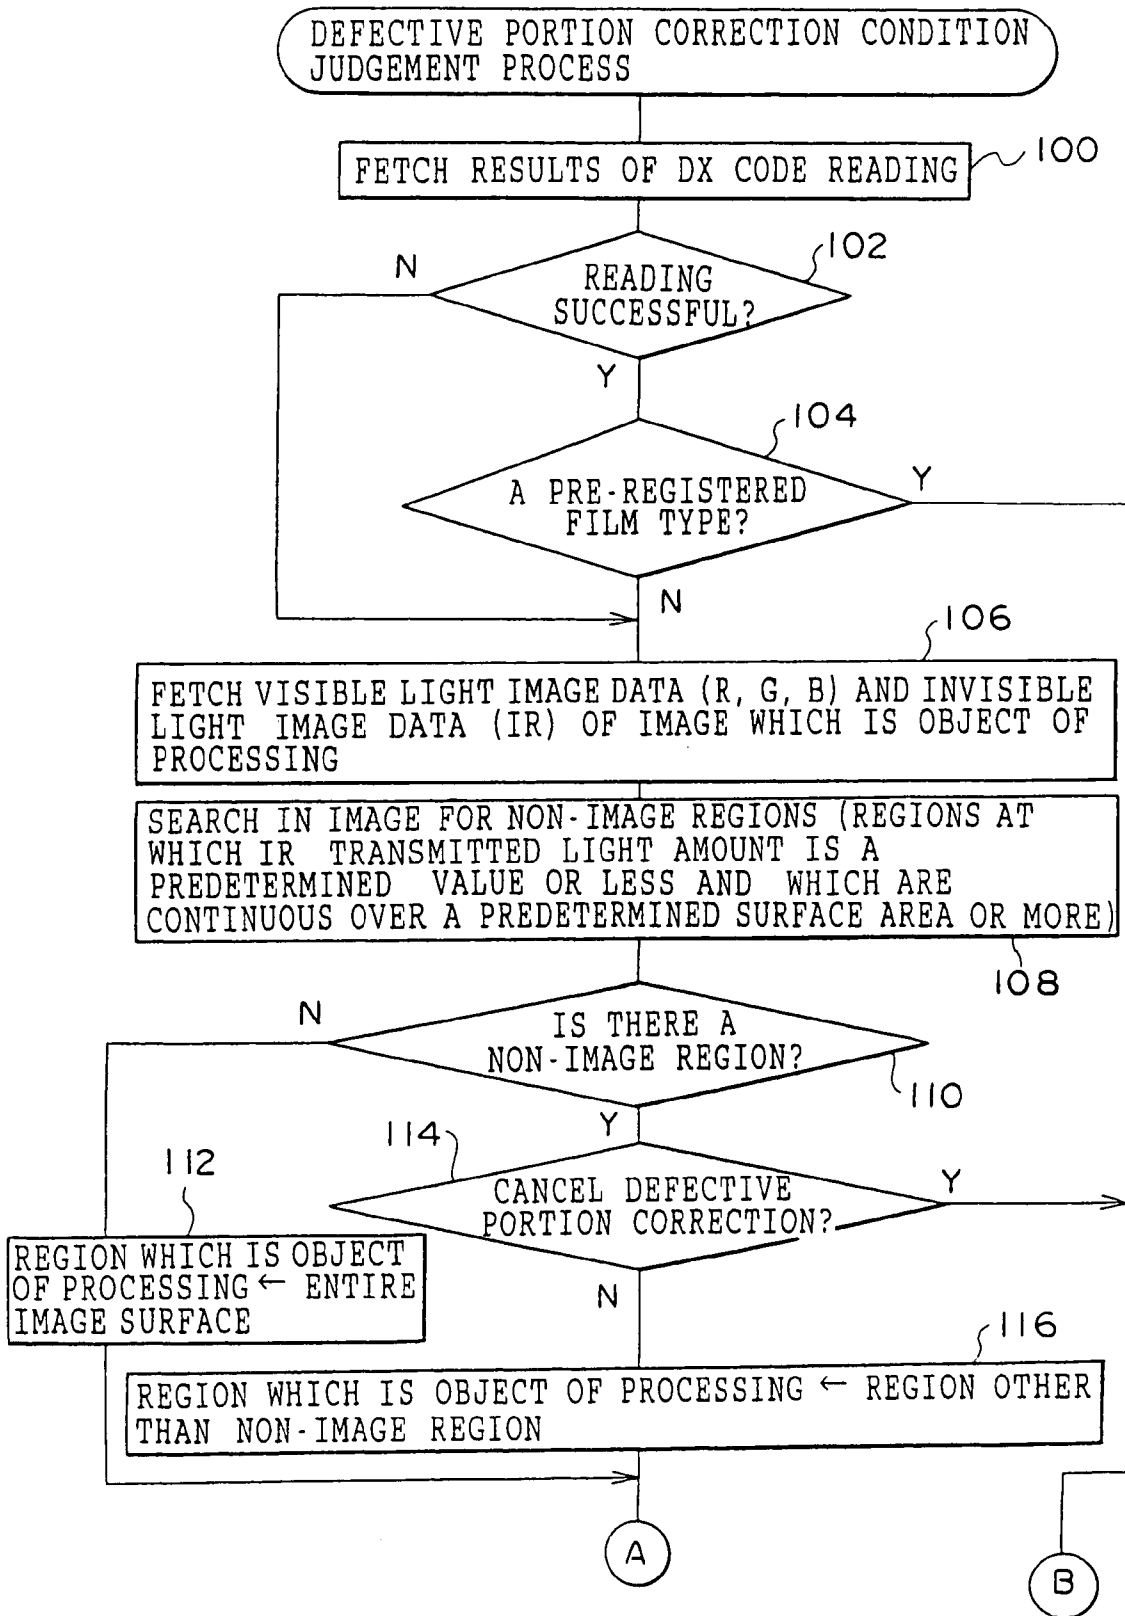 DEFECTIVE PORTION CORRECTION CONDITION
JUDGEMENT PROCESS
FETCH RESULTS OF DX CODE READING
100
READING
SUCCESSFUL?
102
N
Y
A PRE-REGISTERED
FILM TYPE?
104
Y
N
106
FETCH VISIBLE LIGHT IMAGE DATA (R, G, B) AND INVISIBLE
LIGHT IMAGE DATA (IR) OF IMAGE WHICH IS OBJECT OF
PROCESSING
SEARCH IN IMAGE FOR NON-IMAGE REGIONS (REGIONS AT
WHICH IR TRANSMITTED LIGHT AMOUNT IS A
PREDETERMINED VALUE OR LESS AND WHICH ARE
CONTINUOUS OVER A PREDETERMINED SURFACE AREA OR MORE)
108
N
IS THERE A
NON-IMAGE REGION?
110
Y
114
CANCEL DEFECTIVE
PORTION CORRECTION?
Y
N
112
REGION WHICH IS OBJECT
OF PROCESSING ← ENTIRE
IMAGE SURFACE
116
REGION WHICH IS OBJECT OF PROCESSING ← REGION OTHER
THAN NON-IMAGE REGION
A
B